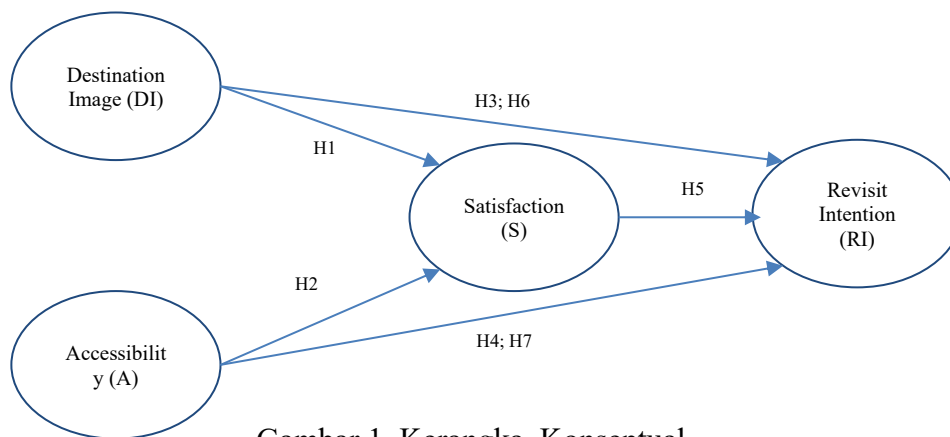 Destination
Image (DI)
H3; H6
H1
Satisfaction
(S)
H5
Revisit
Intention
(RI)
H2
H4; H7
Accessibilit
y (A)
Gambar 1. Kerangka Konseptual